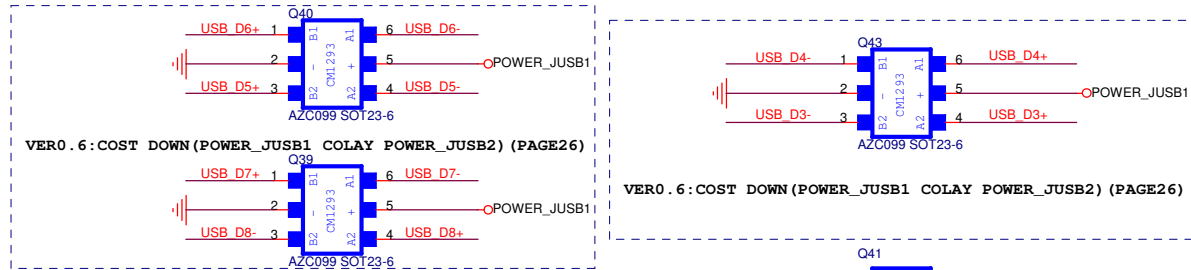 Q40
USB_D6+ 1 B1 A1 6 USB_D6-
2 - + 5 POWER_JUSB1
USB_D5+ 3 B2 A2 4 USB_D5-
CM1293
AZC099 SOT23-6
VER0.6:COST DOWN(POWER_JUSB1 COLAY POWER_JUSB2)(PAGE26)
Q39
USB_D7+ 1 B1 A1 6 USB_D7-
2 - + 5 POWER_JUSB1
USB_D8- 3 B2 A2 4 USB_D8+
CM1293
AZC099 SOT23-6
Q43
USB_D4- 1 B1 A1 6 USB_D4+
2 - + 5 POWER_JUSB1
USB_D3- 3 B2 A2 4 USB_D3+
CM1293
AZC099 SOT23-6
VER0.6:COST DOWN(POWER_JUSB1 COLAY POWER_JUSB2)(PAGE26)
Q41